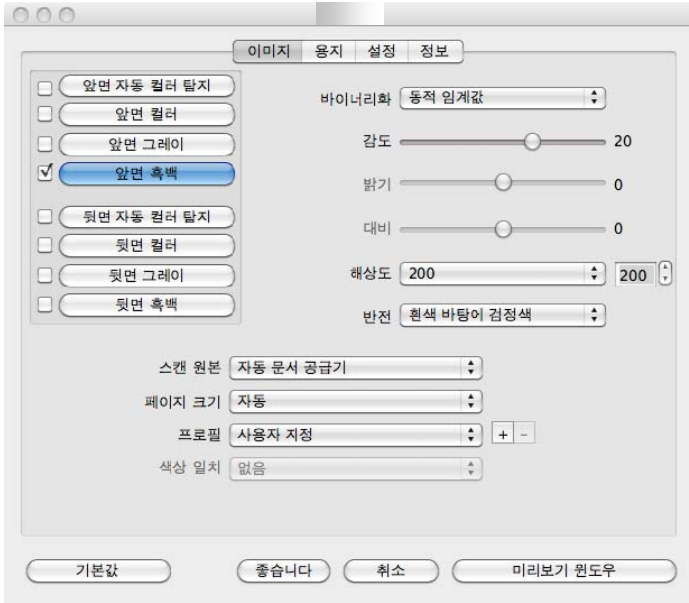 이미지 용지 설정 정보
앞면 자동 컬러 탐지
앞면 컬러
앞면 그레이
앞면 흑백
뒷면 자동 컬러 탐지
뒷면 컬러
뒷면 그레이
뒷면 흑백
바이너리화 동적 임계값
감도 20
밝기 0
대비 0
해상도 200 200
반전 흰색 바탕에 검정색
스캔 원본 자동 문서 공급기
페이지 크기 자동
프로필 사용자 지정 + -
색상 일치 없음
기본값 좋습니다 취소 미리보기 윈도우